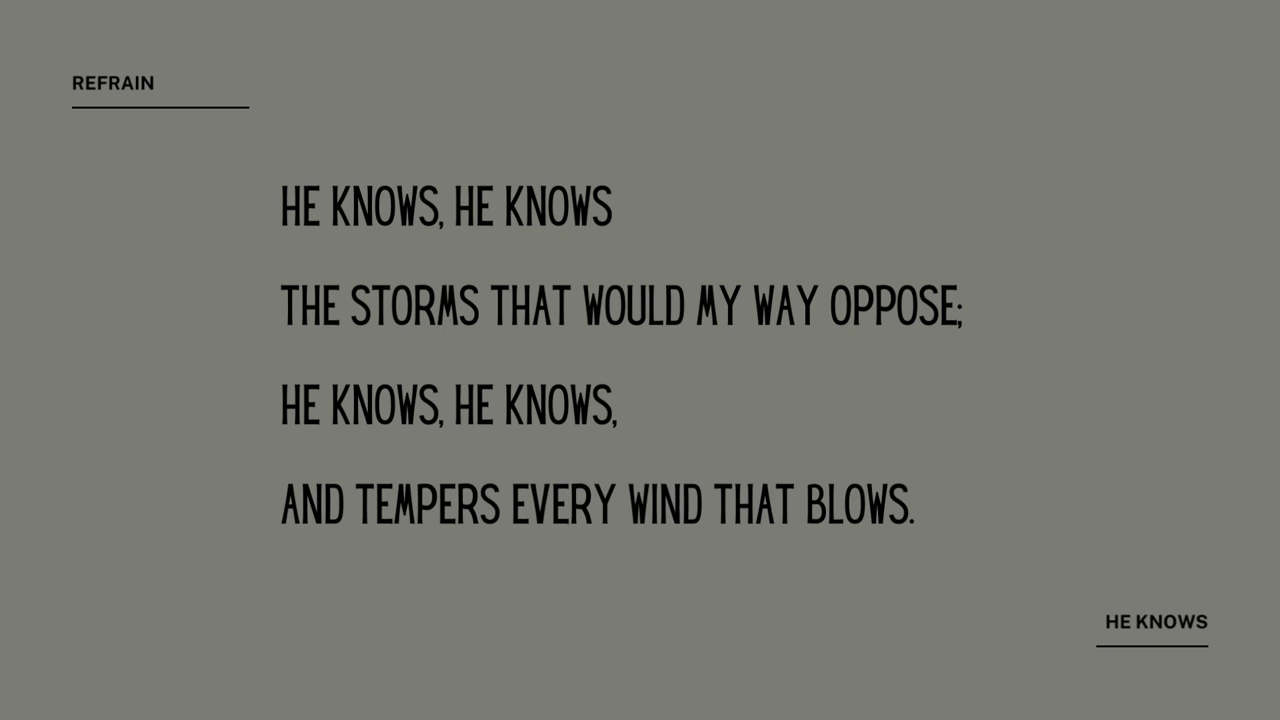 REFRAIN
HE KNOWS, HE KNOWS
THE STORMS THAT WOULD MY WAY OPPOSE;
HE KNOWS, HE KNOWS,
AND TEMPERS EVERY WIND THAT BLOWS.
HE KNOWS